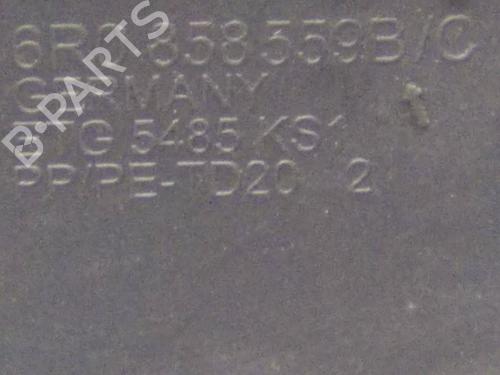 6R0 858 559B/C
GERMANY
5485 KS1
PP/PE-TD20 2
B-PARTS